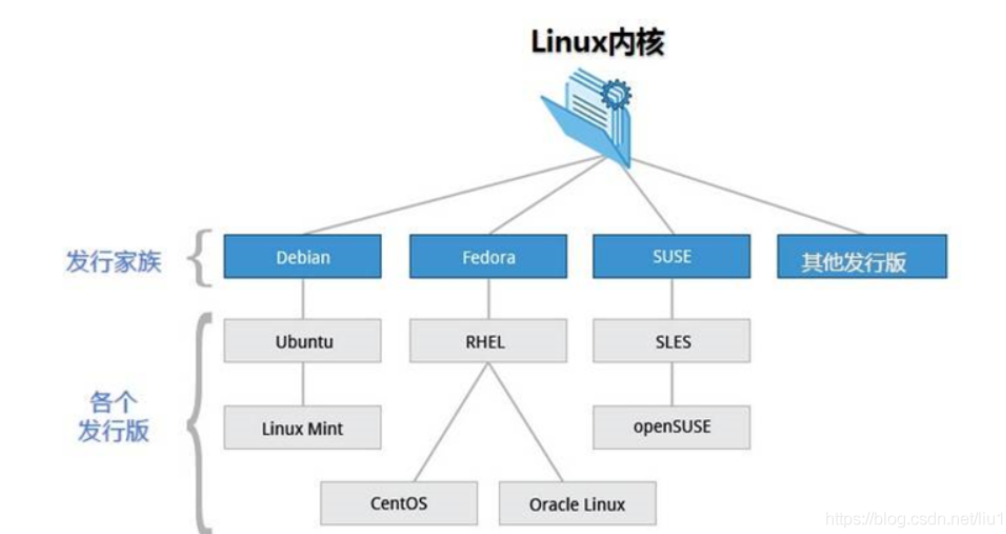 Linux内核
发行家族
Debian
Fedora
SUSE
其他发行版
各个
发行版
Ubuntu
RHEL
SLES
Linux Mint
openSUSE
CentOS
Oracle Linux
https://blog.csdn.net/liu1